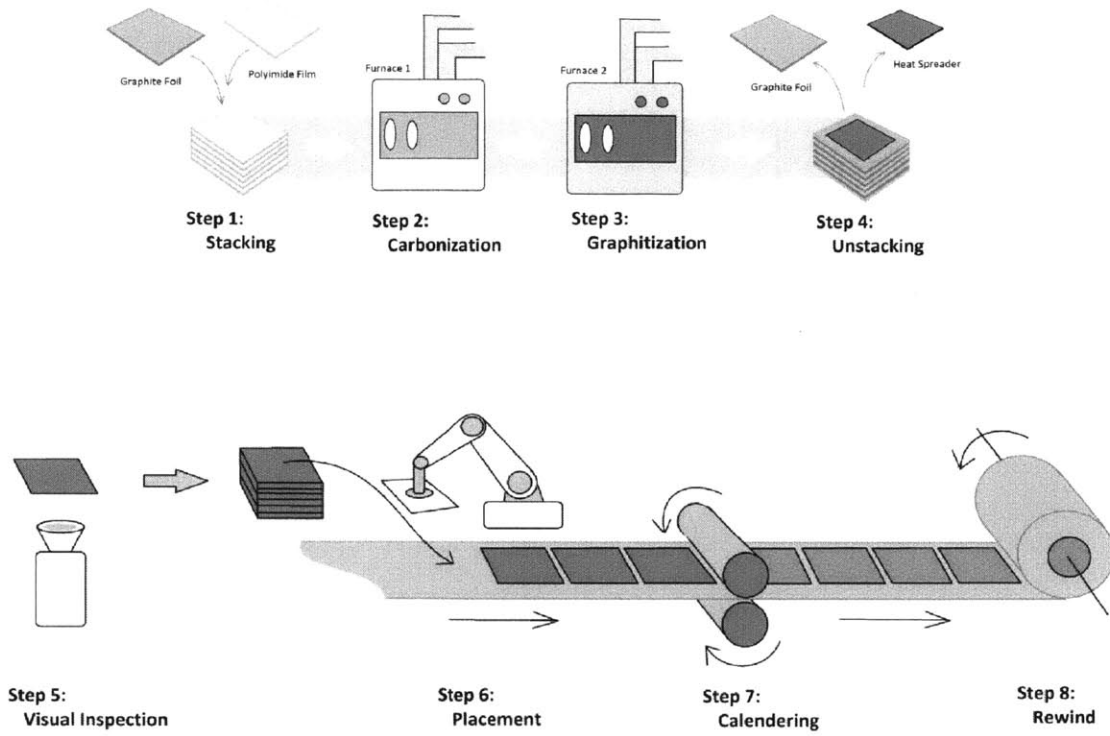 Graphite Foil
Polyimide Film
Furnace 1
Furnace 2
Graphite Foil
Heat Spreader
Step 1:
Stacking
Step 2:
Carbonization
Step 3:
Graphitization
Step 4:
Unstacking
Step 5:
Visual Inspection
Step 6:
Placement
Step 7:
Calendering
Step 8:
Rewind